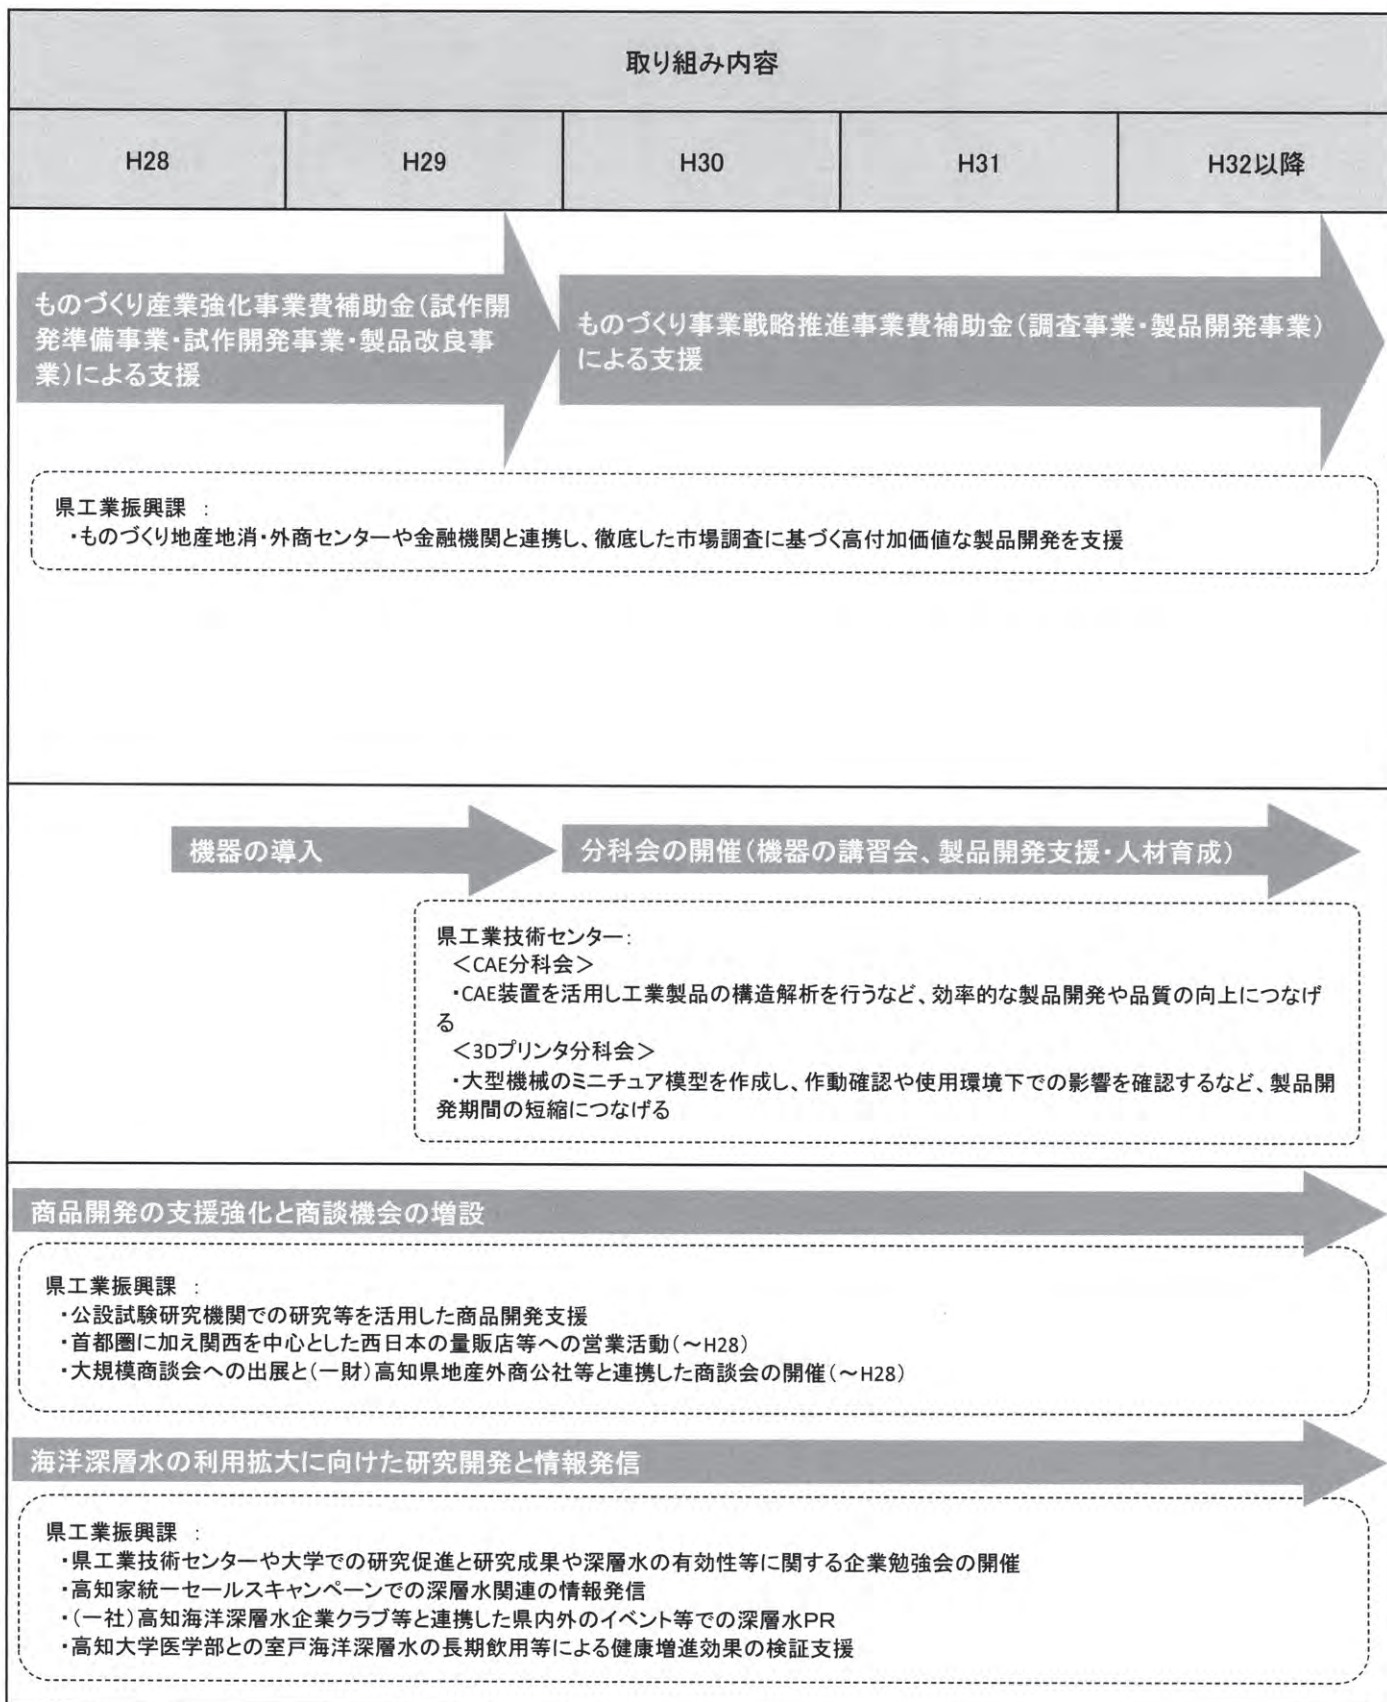 取り組み内容
H28
H29
H30
H31
H32以降
ものづくり産業強化事業費補助金(試作開
発準備事業・試作開発事業・製品改良事
業)による支援
ものづくり事業戦略推進事業費補助金(調査事業・製品開発事業)
による支援
県工業振興課 :
・ものづくり地産地消・外商センターや金融機関と連携し、徹底した市場調査に基づく高付加価値な製品開発を支援
機器の導入
分科会の開催(機器の講習会、製品開発支援・人材育成)
県工業技術センター:
<CAE分科会>
・CAE装置を活用し工業製品の構造解析を行うなど、効率的な製品開発や品質の向上につなげ
る
<3Dプリンタ分科会>
・大型機械のミニチュア模型を作成し、作動確認や使用環境下での影響を確認するなど、製品開
発期間の短縮につなげる
商品開発の支援強化と商談機会の増設
県工業振興課 :
・公設試験研究機関での研究等を活用した商品開発支援
・首都圏に加え関西を中心とした西日本の量販店等への営業活動(~H28)
・大規模商談会への出展と(一財)高知県地産外商公社等と連携した商談会の開催(~H28)
海洋深層水の利用拡大に向けた研究開発と情報発信
県工業振興課 :
・県工業技術センターや大学での研究促進と研究成果や深層水の有効性等に関する企業勉強会の開催
・高知家統一セールスキャンペーンでの深層水関連の情報発信
・(一社)高知海洋深層水企業クラブ等と連携した県内外のイベント等での深層水PR
・高知大学医学部との室戸海洋深層水の長期飲用等による健康増進効果の検証支援